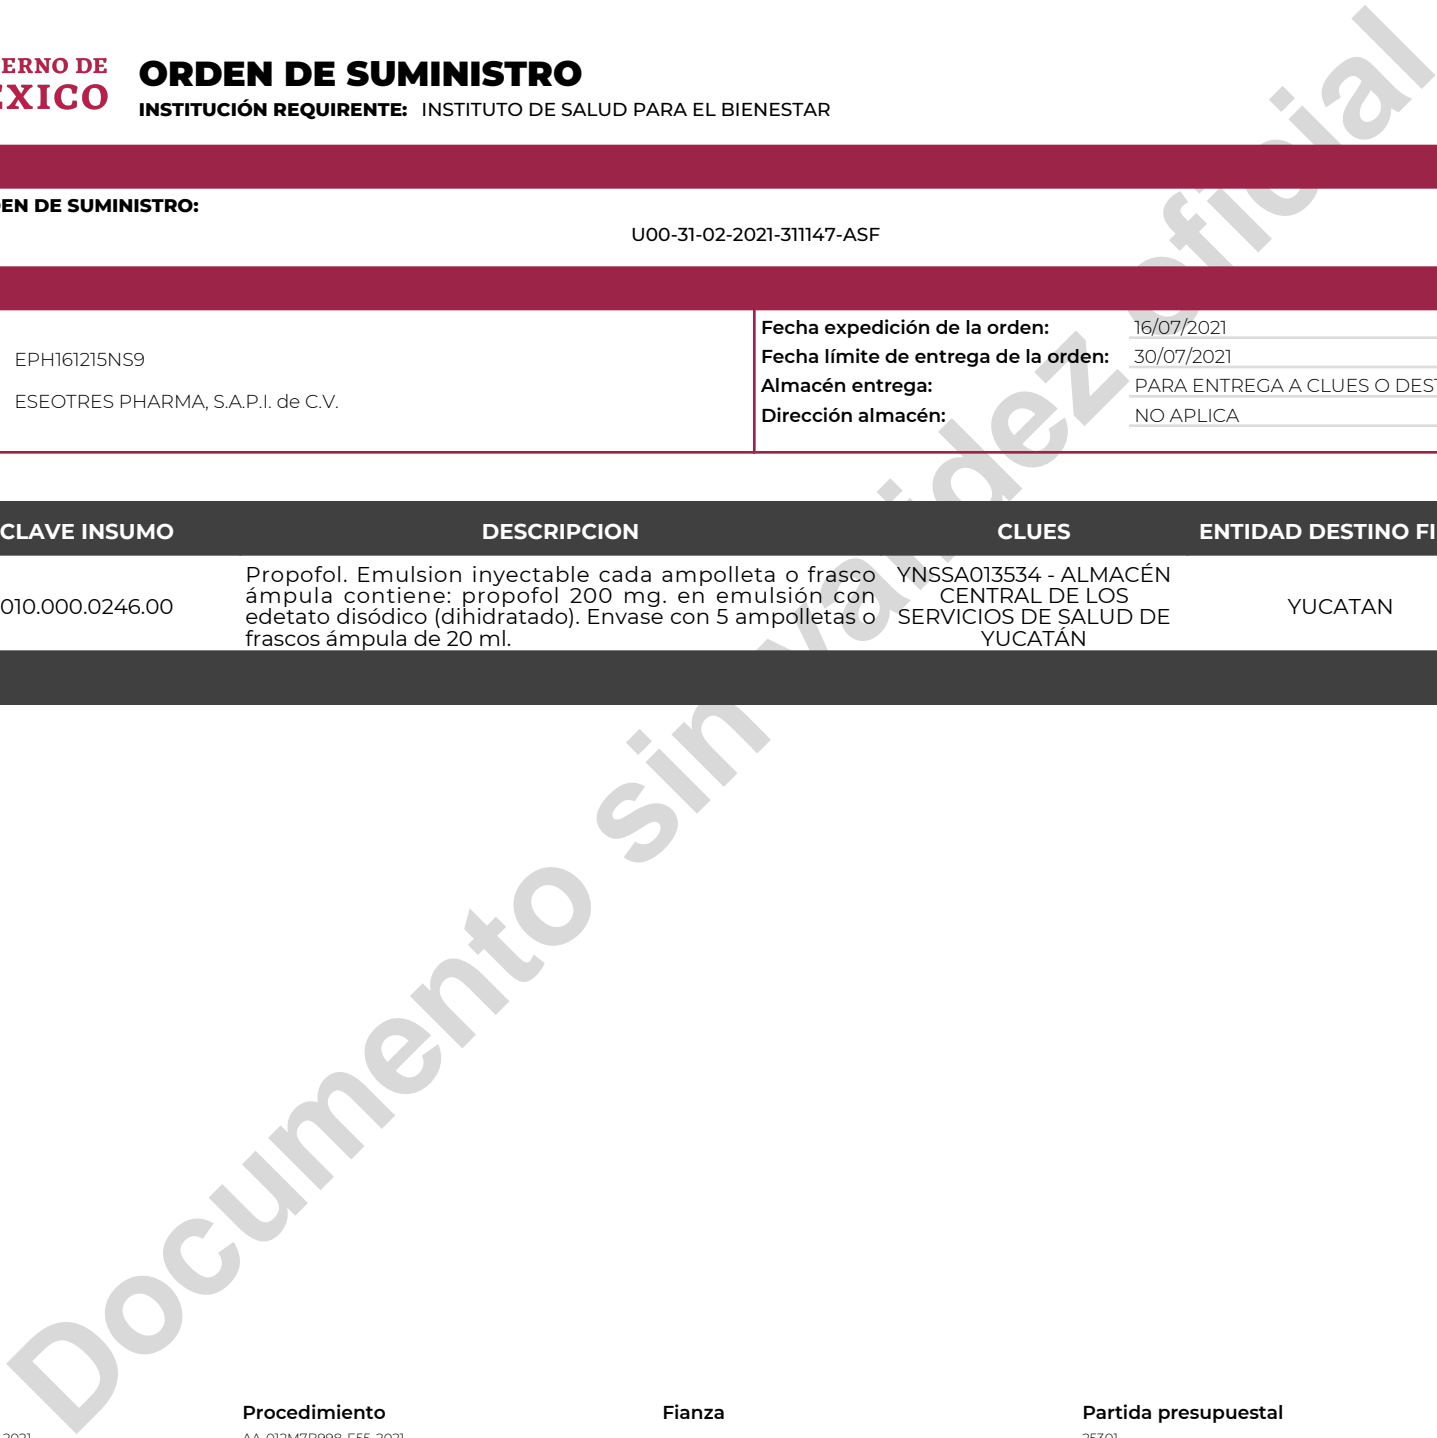 ERNO DE
EXICO
ORDEN DE SUMINISTRO
INSTITUCIÓN REQUIRENTE: INSTITUTO DE SALUD PARA EL BIENESTAR
EN DE SUMINISTRO:
U00-31-02-2021-311147-ASF
EPH161215NS9
ESEOTRES PHARMA, S.A.P.I. de C.V.
Fecha expedición de la orden: 16/07/2021
Fecha límite de entrega de la orden: 30/07/2021
Almacén entrega: PARA ENTREGA A CLUES O DEST
Dirección almacén: NO APLICA
CLAVE INSUMO DESCRIPCION CLUES ENTIDAD DESTINO FI
010.000.0246.00
Propofol. Emulsion inyectable cada ampolleta o frasco
ámpula contiene: propofol 200 mg. en emulsión con
edetato disódico (dihidratado). Envase con 5 ampolletas o
frascos ámpula de 20 ml.
YNSSA013534 - ALMACÉN
CENTRAL DE LOS
SERVICIOS DE SALUD DE
YUCATÁN
YUCATAN
Documento sin validez oficial
Procedimiento Fianza Partida presupuestal